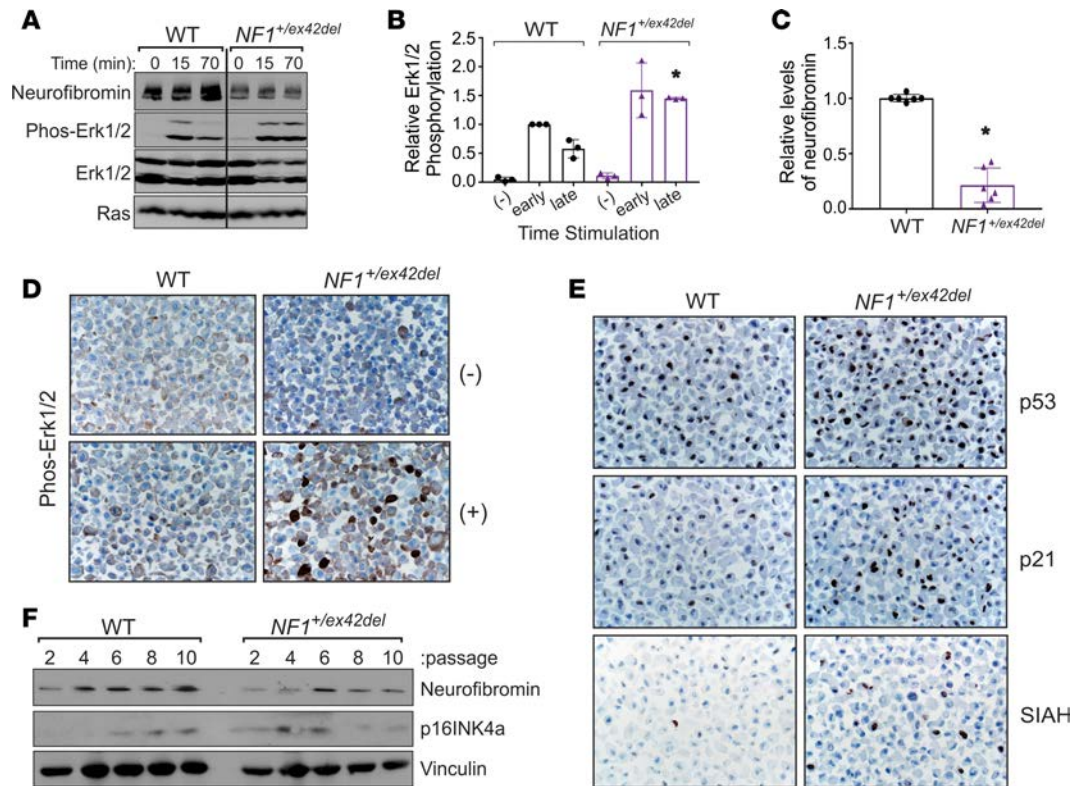 A
WT NF1+/ex42del
Time (min): 0 15 70 0 15 70
Neurofibromin
Phos-Erk1/2
Erk1/2
Ras
B
WT NF1+/ex42del
Relative Erk1/2
Phosphorylation
2.5
2.0
1.5
1.0
0.5
0.0
*
(-) early late (-) early late
Time Stimulation
C
Relative levels
of neurofibromin
1.5
1.0
0.5
0.0
*
WT NF1+/ex42del
D
WT NF1+/ex42del
Phos-Erk1/2
(-)
(+)
E
WT NF1+/ex42del
p53
p21
SIAH
F
WT NF1+/ex42del
2 4 6 8 10 2 4 6 8 10 :passage
Neurofibromin
p16INK4a
Vinculin